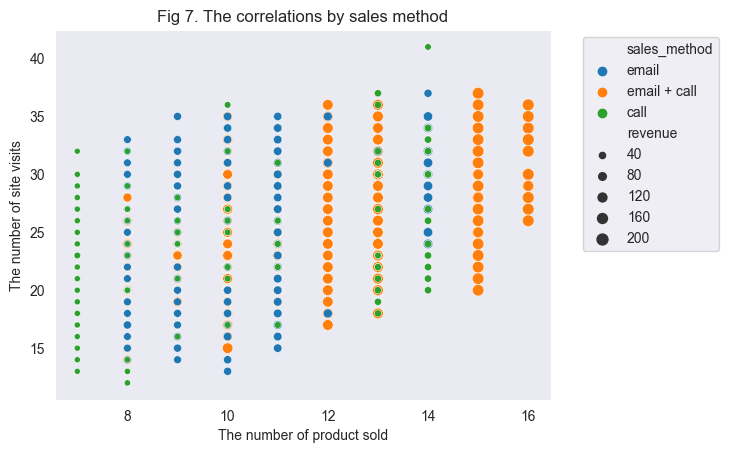 Fig 7. The correlations by sales method
The number of site visits
40
35
30
25
20
15
8
10
12
14
16
The number of product sold
sales_method
email
email + call
call
revenue
40
80
120
160
200